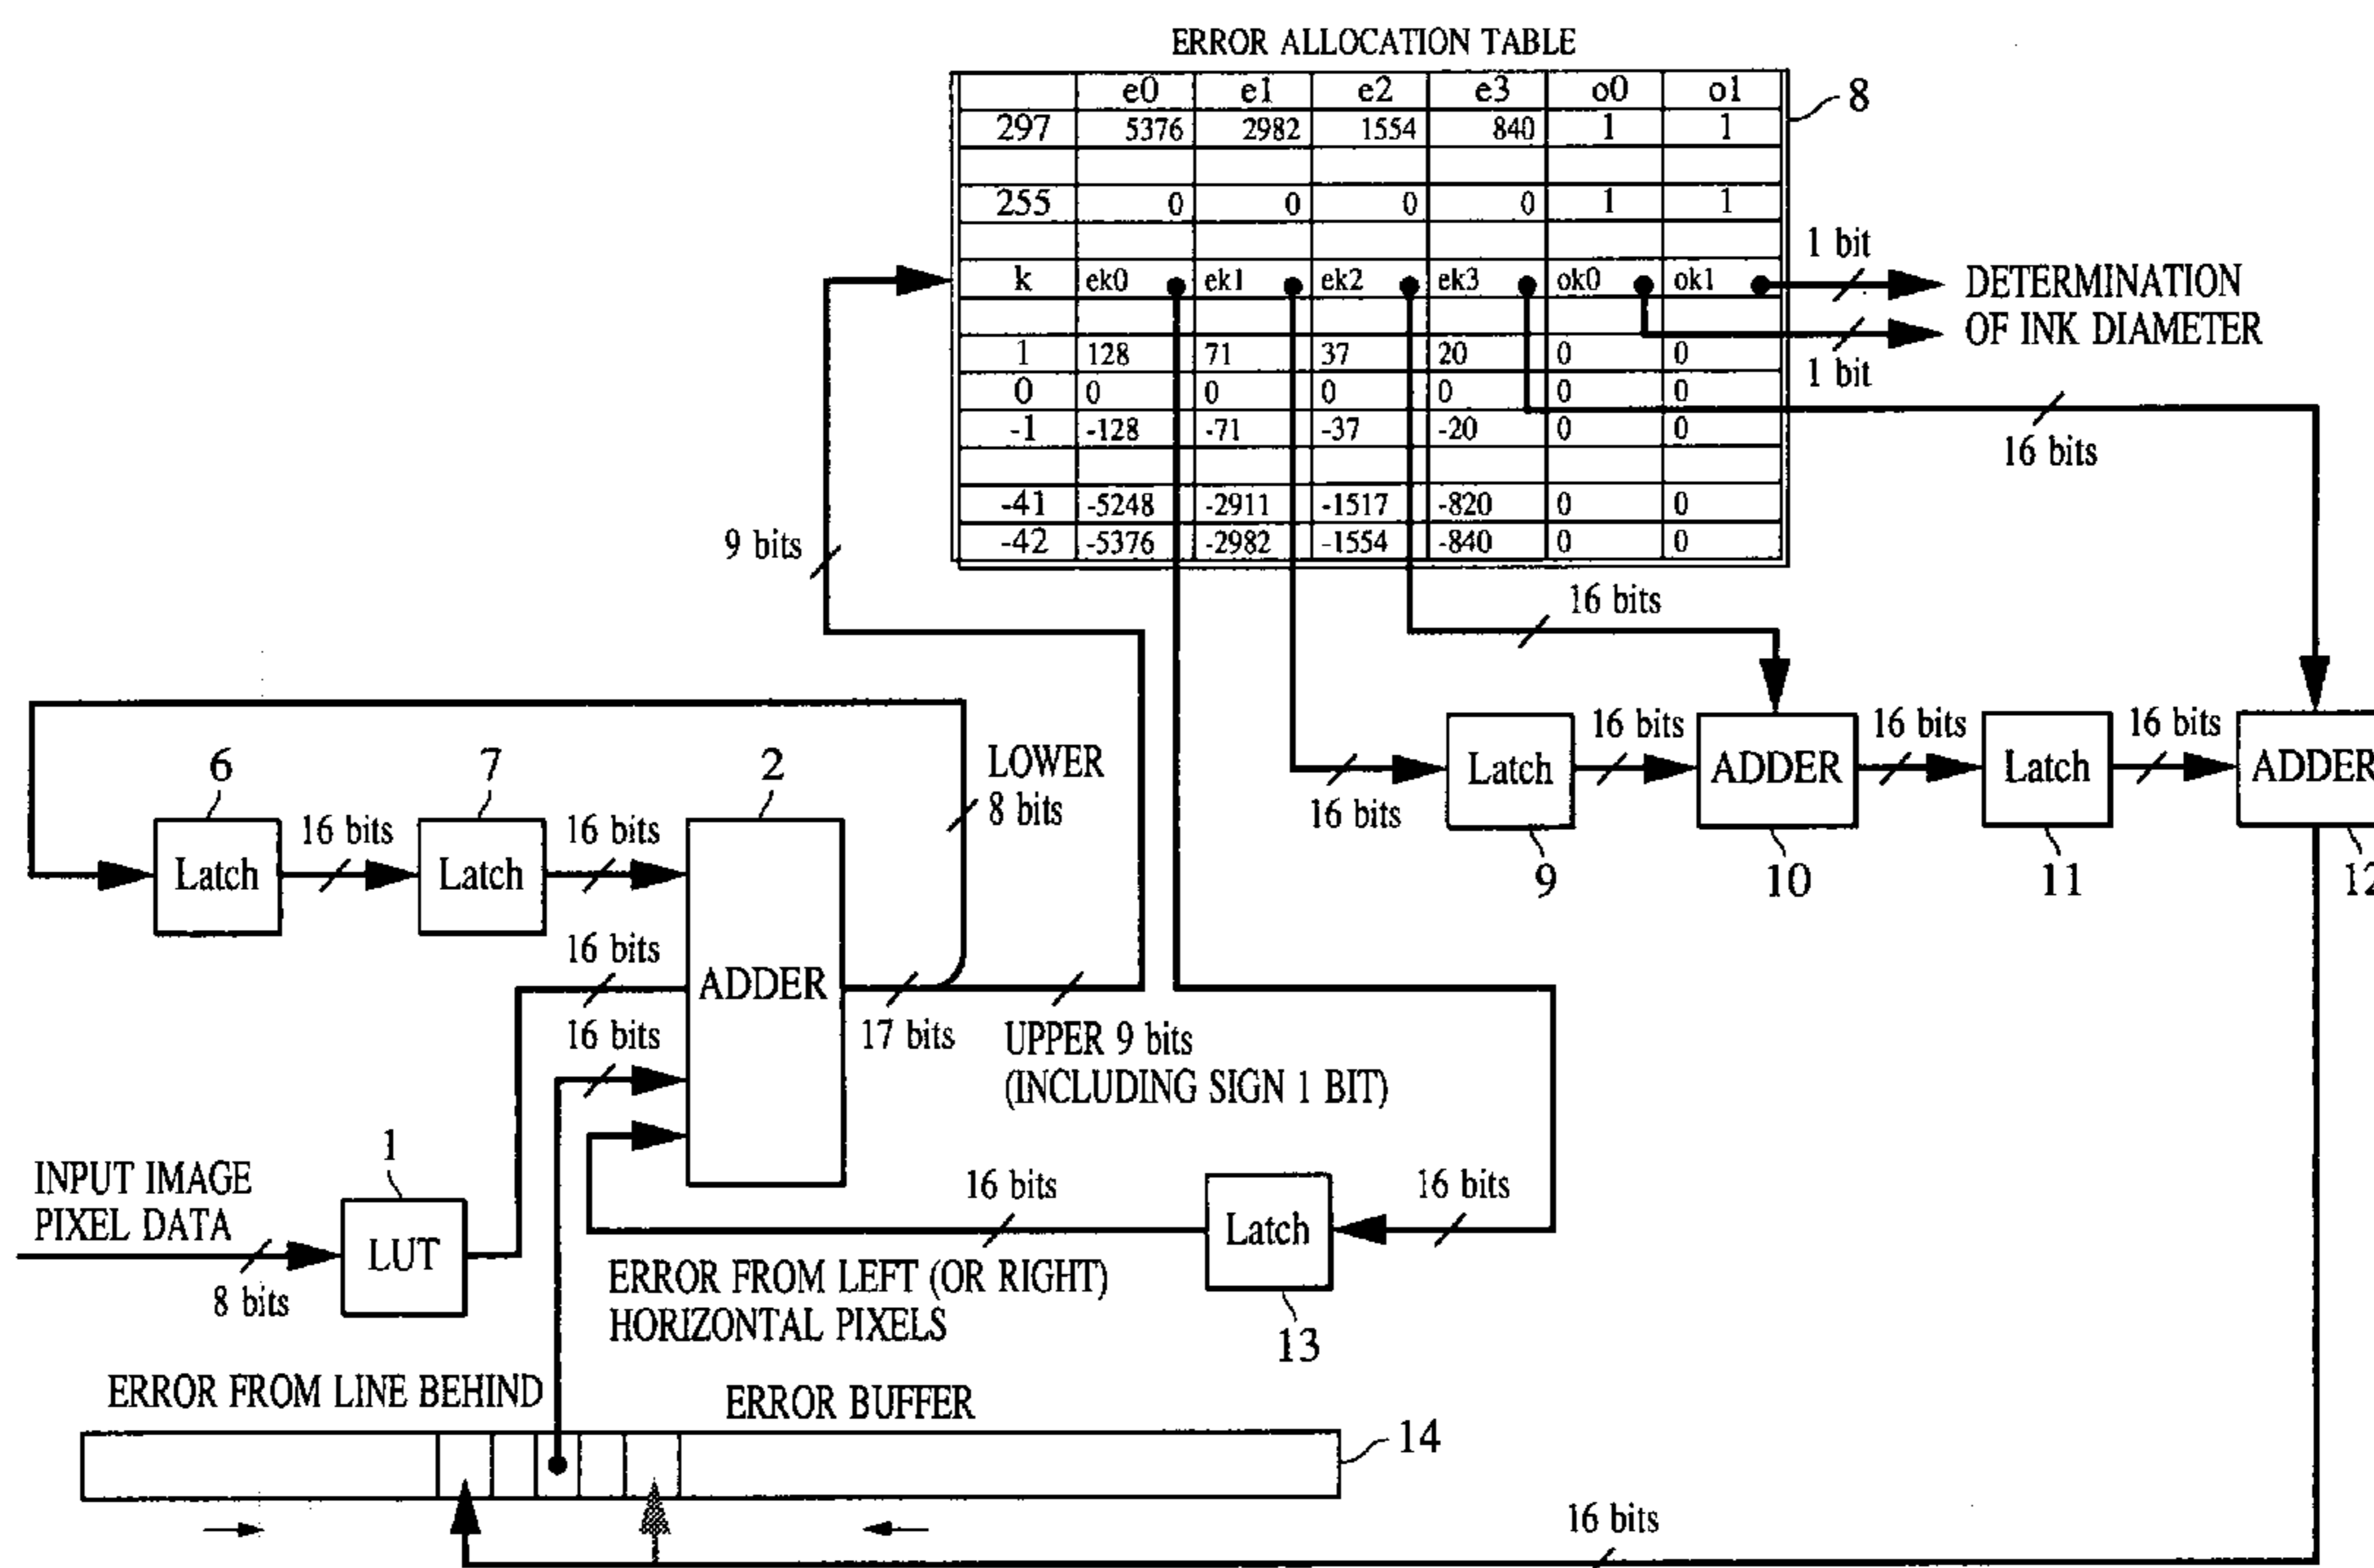 ERROR ALLOCATION TABLE
e0 e1 e2 e3 o0 o1
297 5376 2982 1554 840 1 1
255 0 0 0 0 1 1
k ek0 ek1 ek2 ek3 ok0 ok1
1 128 71 37 20 0 0
0 0 0 0 0 0 0
-1 -128 -71 -37 -20 0 0
-41 -5248 -2911 -1517 -820 0 0
-42 -5376 -2982 -1554 -840 0 0
8
1 bit
DETERMINATION
OF INK DIAMETER
1 bit
16 bits
9 bits
16 bits
6
7
2
LOWER
8 bits
16 bits
16 bits
Latch
Latch
ADDER
16 bits
16 bits
17 bits
UPPER 9 bits
(INCLUDING SIGN 1 BIT)
16 bits
16 bits
16 bits
16 bits
Latch
ADDER
Latch
ADDER
9
10
11
12
INPUT IMAGE
PIXEL DATA
8 bits
1
LUT
16 bits
16 bits
Latch
13
ERROR FROM LEFT (OR RIGHT)
HORIZONTAL PIXELS
ERROR FROM LINE BEHIND
ERROR BUFFER
14
16 bits